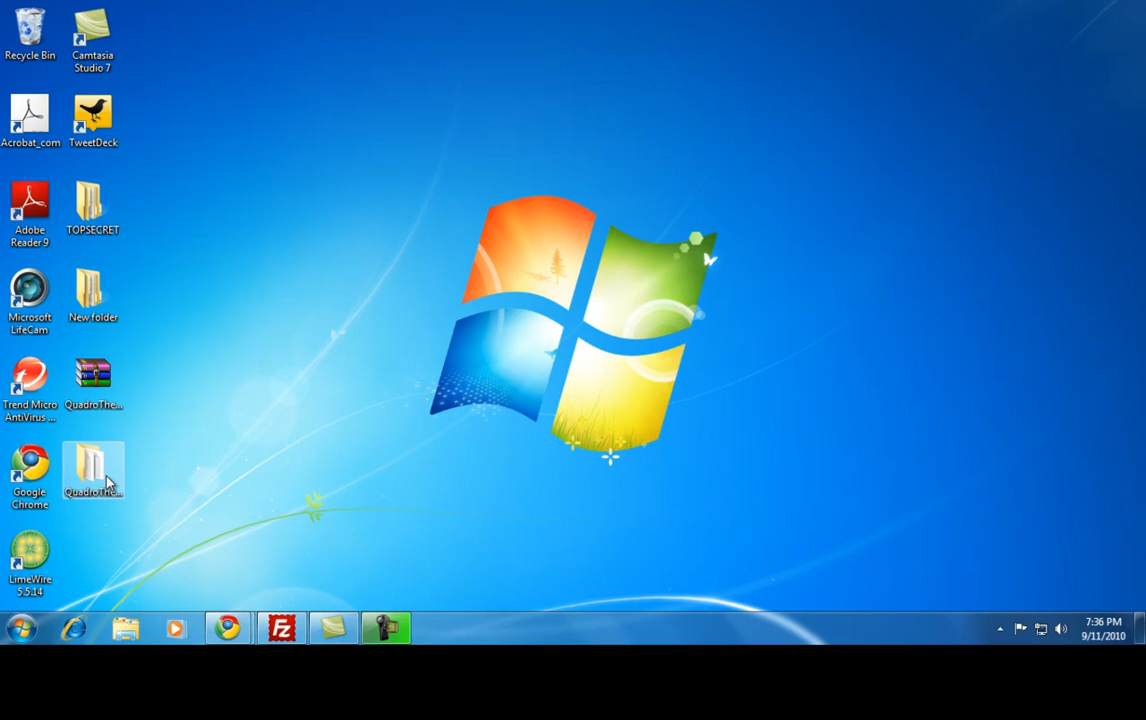 Recycle Bin
Camtasia
Studio 7
Acrobat_com
TweetDeck
Adobe
Reader 9
TOPSECRET
Microsoft
LifeCam
New folder
Trend Micro
AntiVirus ...
QuadroThe...
Google
Chrome
QuadroThe...
LimeWire
5.5.14
Fz
7:36 PM
9/11/2010